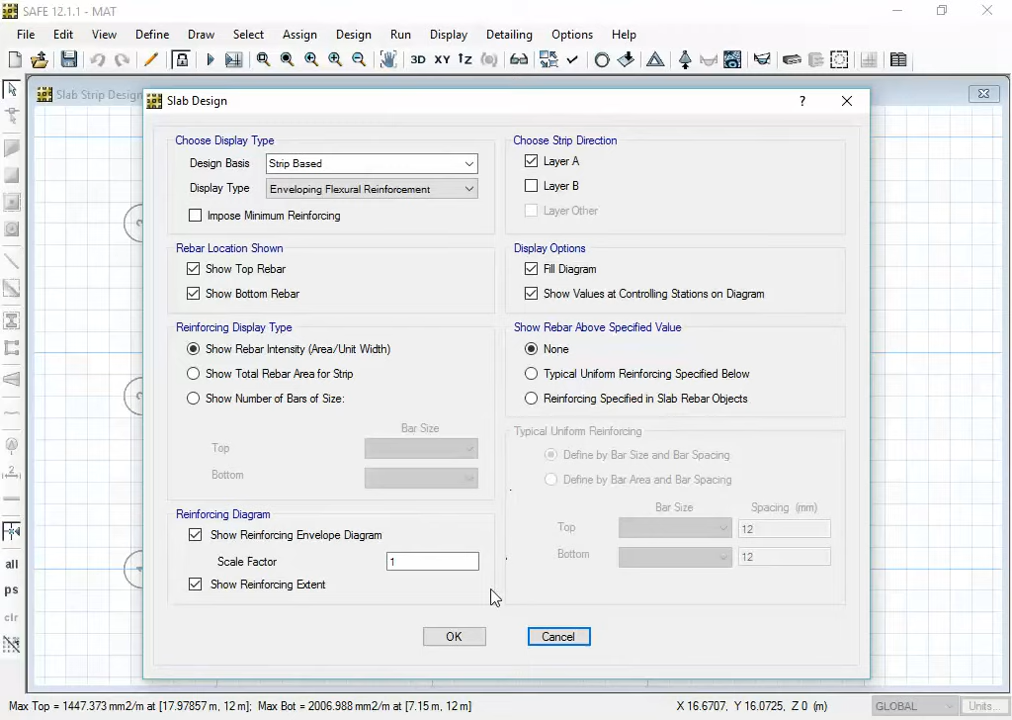 SAFE 12.1.1 - MAT
File Edit View Define Draw Select Assign Design Run Display Detailing Options Help
3D XY
Slab Strip Design
Slab Design
?
Choose Display Type
Design Basis Strip Based
Display Type Enveloping Flexural Reinforcement
Impose Minimum Reinforcing
Choose Strip Direction
Layer A
Layer B
Layer Other
Rebar Location Shown
Show Top Rebar
Show Bottom Rebar
Display Options
Fill Diagram
Show Values at Controlling Stations on Diagram
Reinforcing Display Type
Show Rebar Intensity (Area/Unit Width)
Show Total Rebar Area for Strip
Show Number of Bars of Size:
Bar Size
Top
Bottom
Show Rebar Above Specified Value
None
Typical Uniform Reinforcing Specified Below
Reinforcing Specified in Slab Rebar Objects
Typical Uniform Reinforcing
Define by Bar Size and Bar Spacing
Define by Bar Area and Bar Spacing
Bar Size Spacing (mm)
Top 12
Bottom 12
Reinforcing Diagram
Show Reinforcing Envelope Diagram
Scale Factor 1
Show Reinforcing Extent
OK Cancel
all
ps
clr
Max Top = 1447.373 mm2/m at [17.97857 m, 12 m]; Max Bot = 2006.988 mm2/m at [7.15 m, 12 m] X 16.6707, Y 16.0725, Z 0 (m) GLOBAL Units...